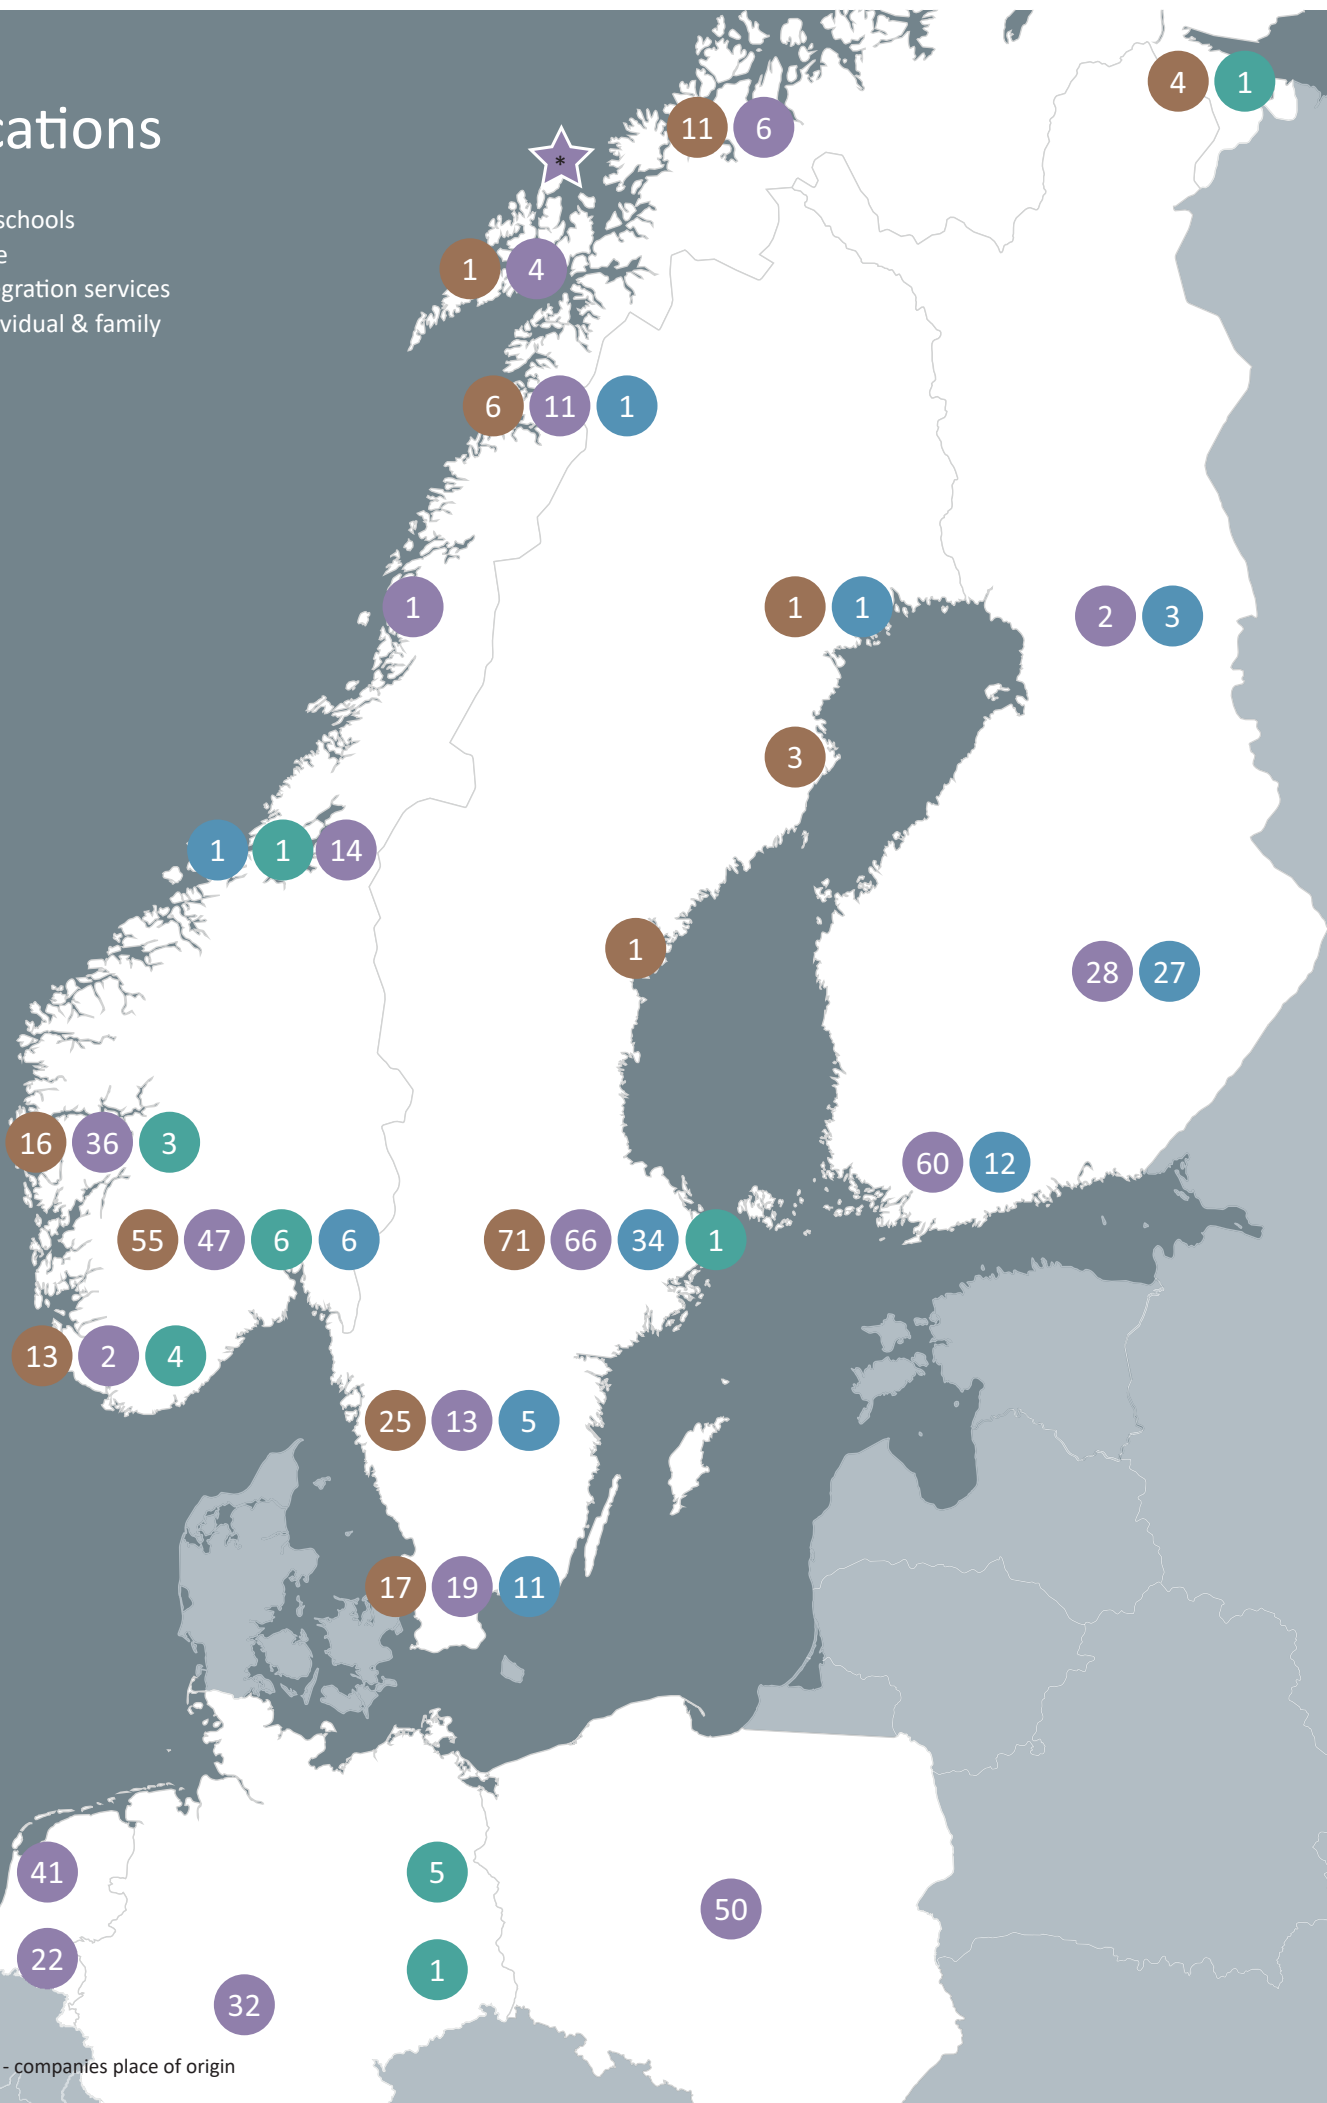 cations
schools
e
gration services
vidual & family
4 1
11 6
*
1 4
6 11 1
1
1 1
2 3
3
1 1 14
1
28 27
16 36 3
60 12
55 47 6 6
71 66 34 1
13 2 4
25 13 5
17 19 11
41
5
50
22
1
32
- companies place of origin